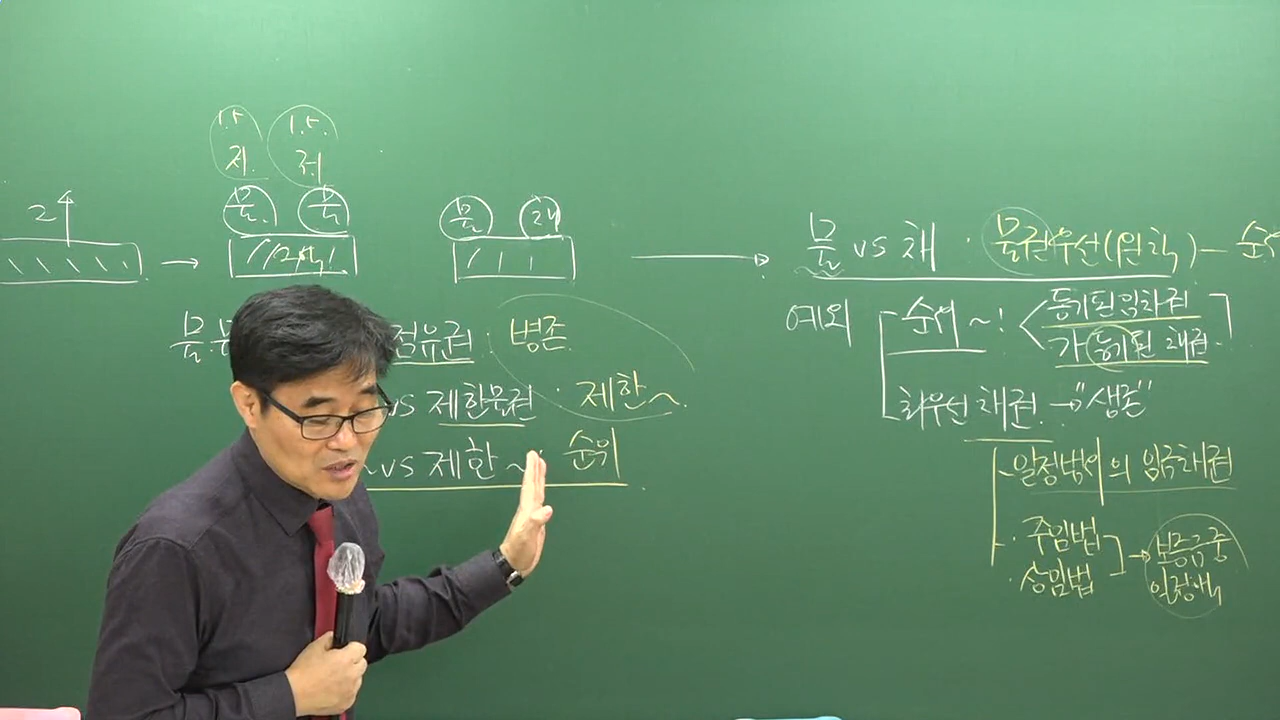 1.5. 1.5.
저. 저
물. 물
물 채
물 vs 채 · 물권우선(원칙) - 순
예외 순위~! 등기된임차권
가등기된 채권
최우선채권 → "생존"
물·물
점유권 · 병존
vs 제한물권 · 제한~.
~vs 제한~ 순위
일정범위의 임금채권
· 주임법 → 보증금중
· 상임법 일정액